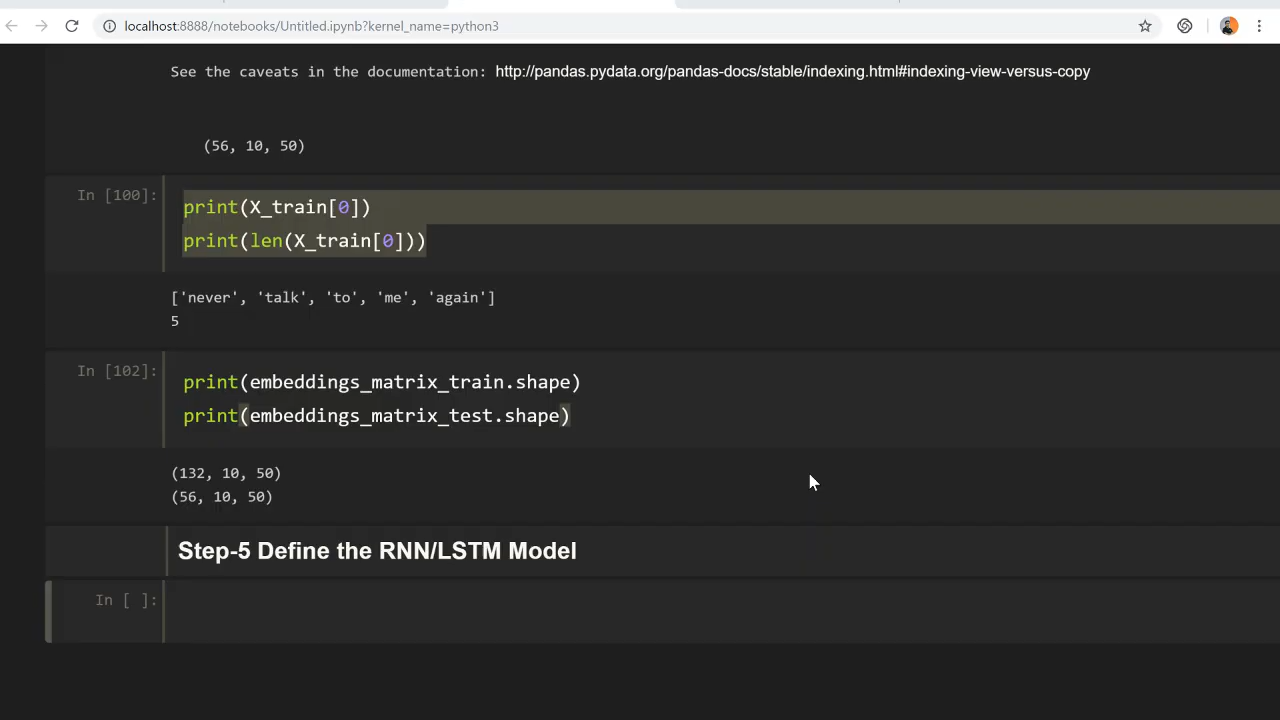 localhost:8888/notebooks/Untitled.ipynb?kernel_name=python3
See the caveats in the documentation: http://pandas.pydata.org/pandas-docs/stable/indexing.html#indexing-view-versus-copy
(56, 10, 50)
In [100]:
print(X_train[0])
print(len(X_train[0]))
['never', 'talk', 'to', 'me', 'again']
5
In [102]:
print(embeddings_matrix_train.shape)
print(embeddings_matrix_test.shape)
(132, 10, 50)
(56, 10, 50)
Step-5 Define the RNN/LSTM Model
In [ ]: